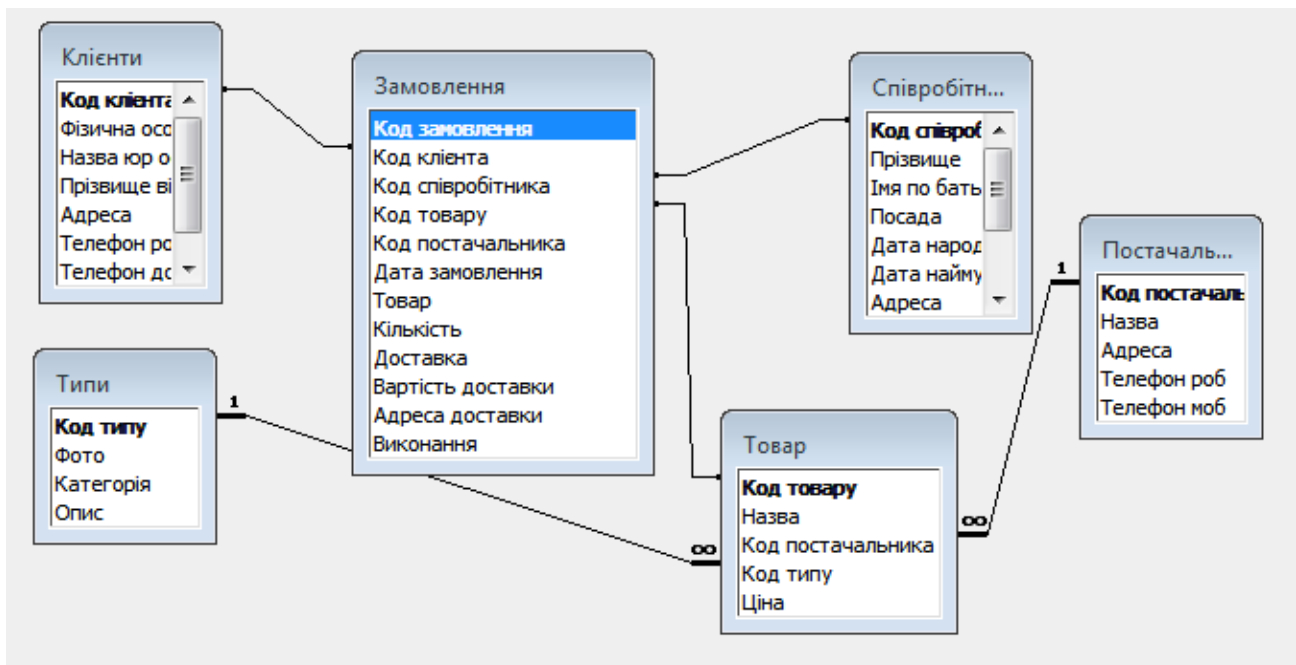 Клієнти
Код клієнта
Фізична осо
Назва юр о
Прізвище ві
Адреса
Телефон ро
Телефон до
Замовлення
Код замовлення
Код клієнта
Код співробітника
Код товару
Код постачальника
Дата замовлення
Товар
Кількість
Доставка
Вартість доставки
Адреса доставки
Виконання
Співробітн...
Код співроб
Прізвище
Імя по бать
Посада
Дата народ
Дата найму
Адреса
Постачаль...
Код постачаль
Назва
Адреса
Телефон роб
Телефон моб
1
Типи
Код типу
Фото
Категорія
Опис
1
Товар
Код товару
Назва
Код постачальника
Код типу
Ціна
∞
∞